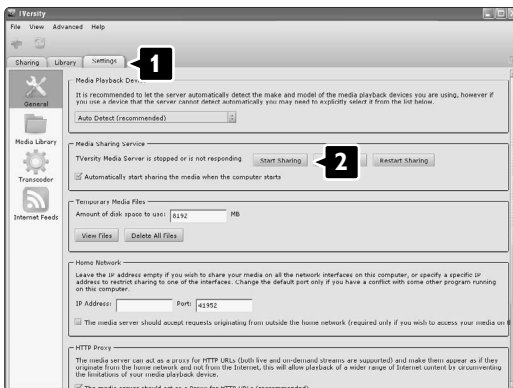 TVersity
File View Advanced Help
Sharing Library Settings
1
General
Media Library
Transcoder
Internet Feeds
Media Playback Device
It is recommended to let the server automatically detect the make and model of the media playback devices you are using, however if
you use a device that the server cannot detect automatically you may need to explicitly select it from the list below.
Auto Detect (recommended)
Media Sharing Service
TVersity Media Server is stopped or is not responding Start Sharing 2 Restart Sharing
Automatically start sharing the media when the computer starts
Temporary Media Files
Amount of disk space to use: 8192 MB
View Files Delete All Files
Home Network
Leave the IP address empty if you wish to share your media on all the network interfaces on this computer, or specify a specific IP
address to restrict sharing to one of the interfaces. Change the default port only if you have a conflict with some other program running
on this computer.
IP Address: Port: 41952
The media server should accept requests originating from outside the home network (required only if you wish to access your media on
HTTP Proxy
The media server can act as a proxy for HTTP URLs (both live and on-demand streams are supported) and make them appear as if they
originate from the home network and not from the Internet, this will allow playback of a wider range of Internet content by circumventing
the limitations of your media playback device.
The media server should act as a Proxy for HTTP URLs (recommended)